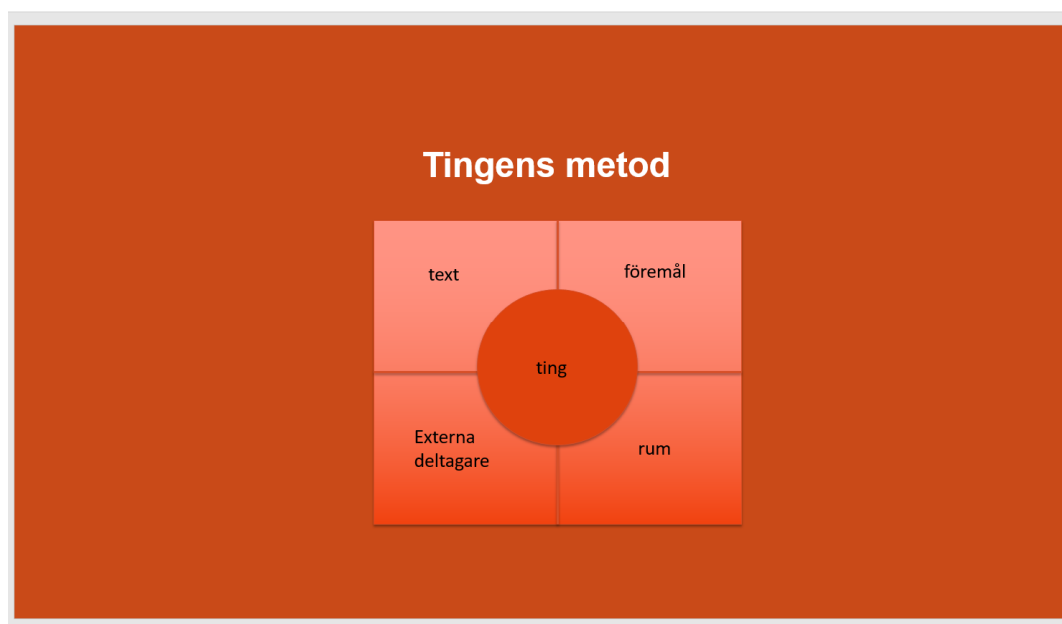 Tingens metod
text
föremål
ting
Externa
deltagare
rum